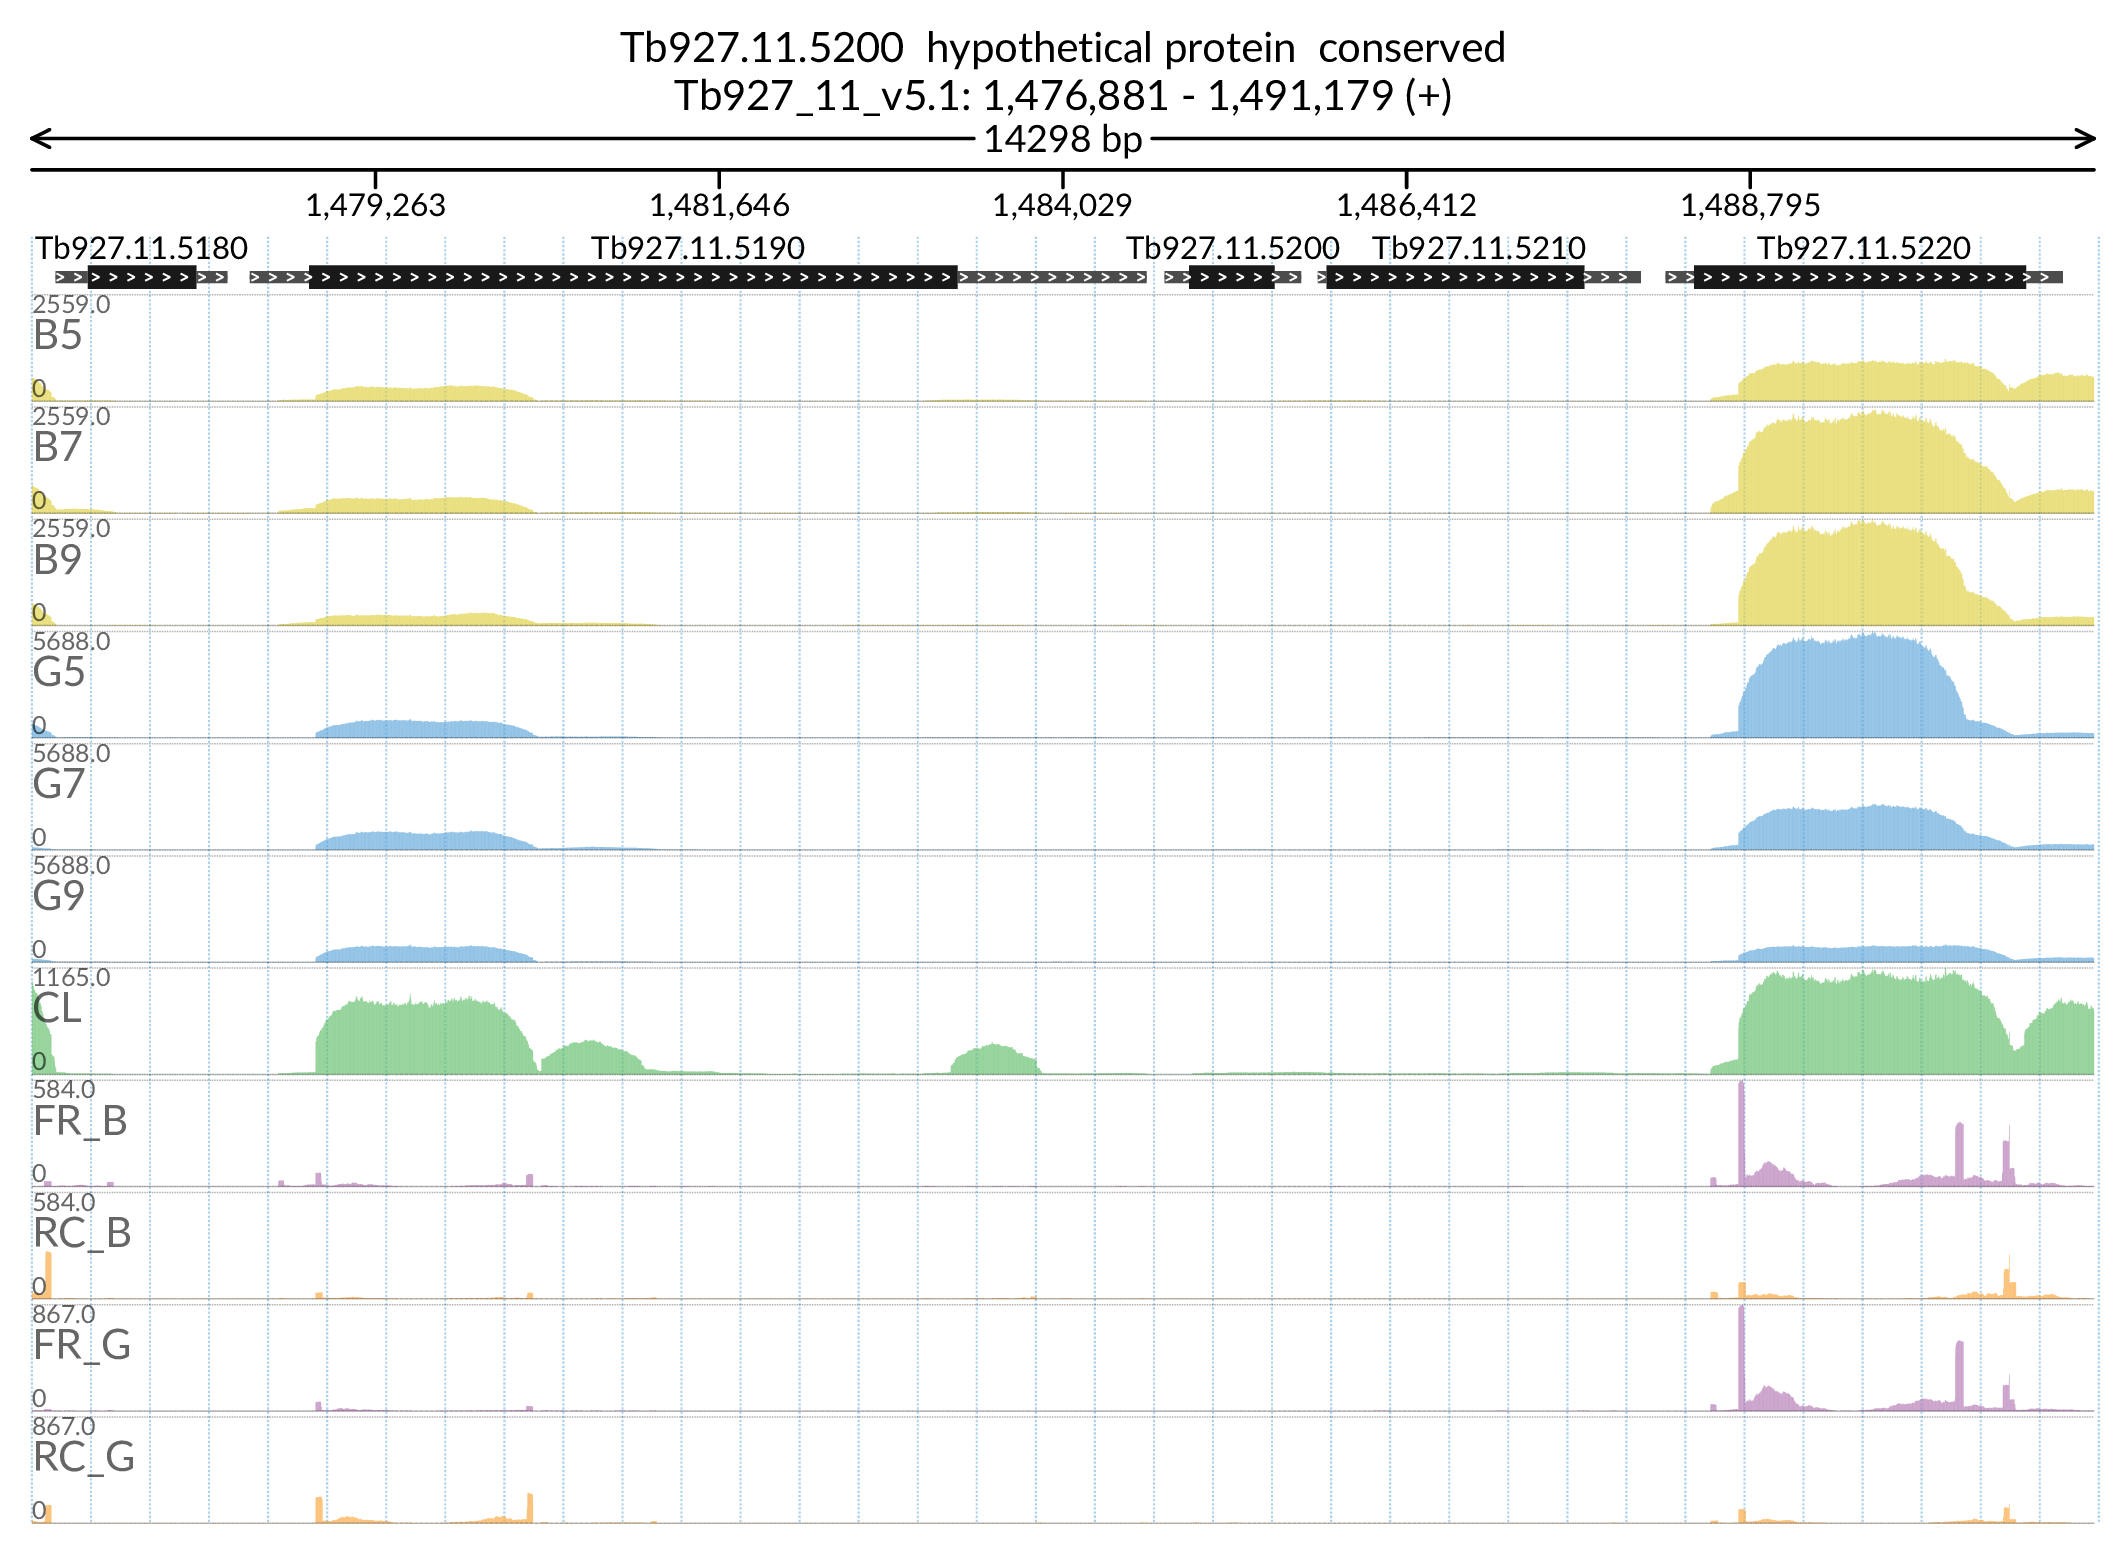 Tb927.11.5200 hypothetical protein conserved
Tb927_11_v5.1: 1,476,881 - 1,491,179 (+)
14298 bp
1,479,263 1,481,646 1,484,029 1,486,412 1,488,795
Tb927.11.5180 Tb927.11.5190 Tb927.11.5200 Tb927.11.5210 Tb927.11.5220
2559.0
B5
0
2559.0
B7
0
2559.0
B9
0
5688.0
G5
0
5688.0
G7
0
5688.0
G9
0
1165.0
CL
0
584.0
FR_B
0
584.0
RC_B
0
867.0
FR_G
0
867.0
RC_G
0